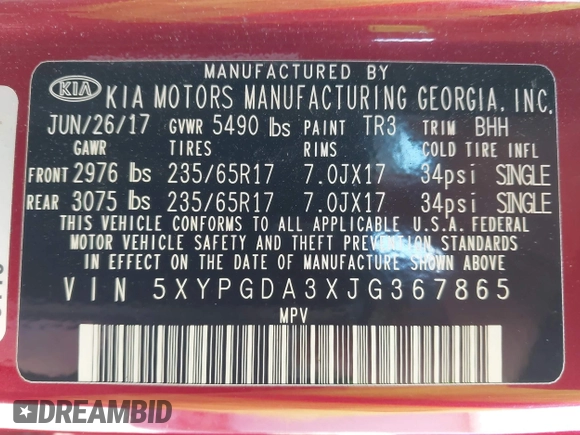 MANUFACTURED BY
KIA KIA MOTORS MANUFACTURING GEORGIA, INC.
JUN/26/17 GVWR 5490 lbs PAINT TR3 TRIM BHH
GAWR TIRES RIMS COLD TIRE INFL
FRONT 2976 lbs 235/65R17 7.0JX17 34psi SINGLE
REAR 3075 lbs 235/65R17 7.0JX17 34psi SINGLE
THIS VEHICLE CONFORMS TO ALL APPLICABLE U.S.A. FEDERAL
MOTOR VEHICLE SAFETY AND THEFT PREVENTION STANDARDS
IN EFFECT ON THE DATE OF MANUFACTURE SHOWN ABOVE.
VIN 5XYPGDA3XJG367865
MPV
DREAMBID